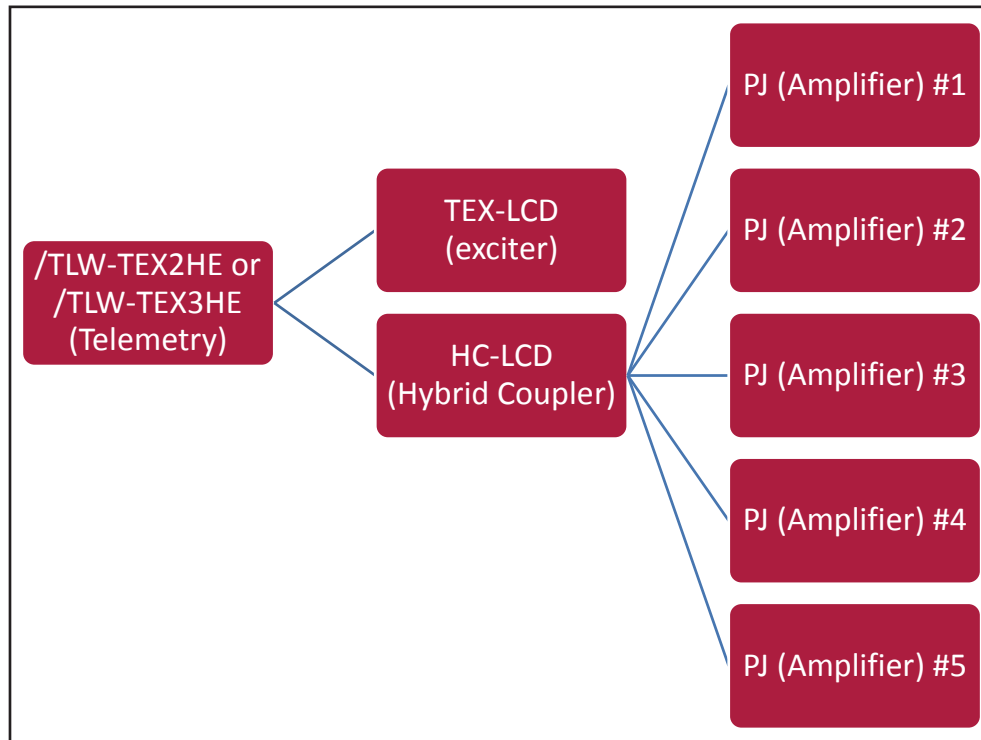 /TLW-TEX2HE or
/TLW-TEX3HE
(Telemetry)
TEX-LCD
(exciter)
HC-LCD
(Hybrid Coupler)
PJ (Amplifier) #1
PJ (Amplifier) #2
PJ (Amplifier) #3
PJ (Amplifier) #4
PJ (Amplifier) #5